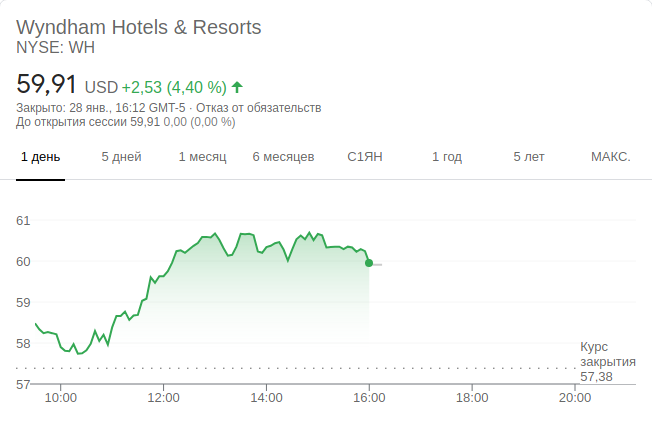 Wyndham Hotels & Resorts
NYSE: WH
59,91 USD +2,53 (4,40 %)
Закрыто: 28 янв., 16:12 GMT-5 · Отказ от обязательств
До открытия сессии 59,91 0,00 (0,00 %)
1 день 5 дней 1 месяц 6 месяцев С1ЯН 1 год 5 лет МАКС.
61
60
59
58
Курс
закрытия
57,38
57
10:00 12:00 14:00 16:00 18:00 20:00